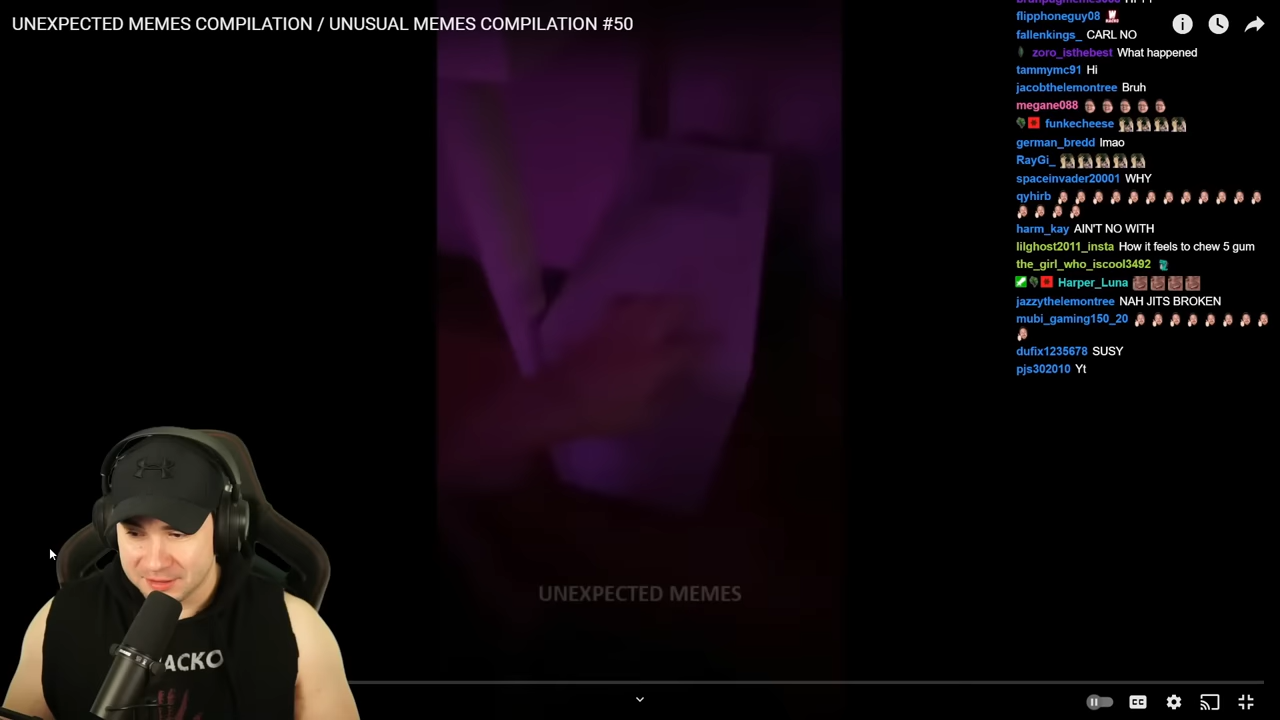 UNEXPECTED MEMES COMPILATION / UNUSUAL MEMES COMPILATION #50
flipphoneguy08
fallenkings_ CARL NO
zoro_isthebest What happened
tammymc91 Hi
jacobthelemontree Bruh
megane088
funkecheese
german_bredd lmao
RayGi_
spaceinvader20001 WHY
qyhirb
harm_kay AIN'T NO WITH
lilghost2011_insta How it feels to chew 5 gum
the_girl_who_iscool3492
Harper_Luna
jazzythelemontree NAH JITS BROKEN
mubi_gaming150_20
dufix1235678 SUSY
pjs302010 Yt
UNEXPECTED MEMES
ACKO
CC